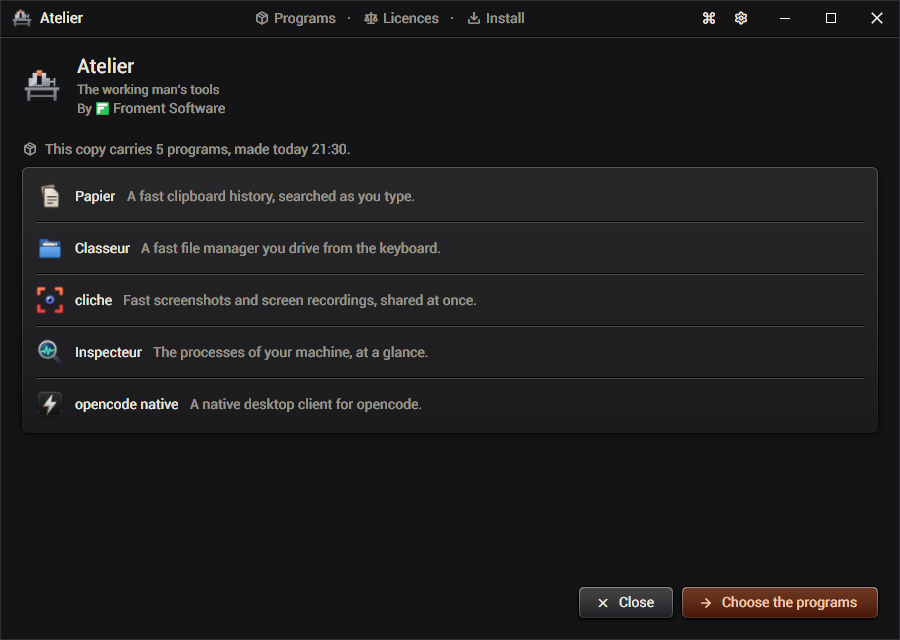 Atelier
Programs · Licences · Install
Atelier
The working man's tools
By Froment Software
This copy carries 5 programs, made today 21:30.
Papier A fast clipboard history, searched as you type.
Classeur A fast file manager you drive from the keyboard.
cliche Fast screenshots and screen recordings, shared at once.
Inspecteur The processes of your machine, at a glance.
opencode native A native desktop client for opencode.
Close
Choose the programs